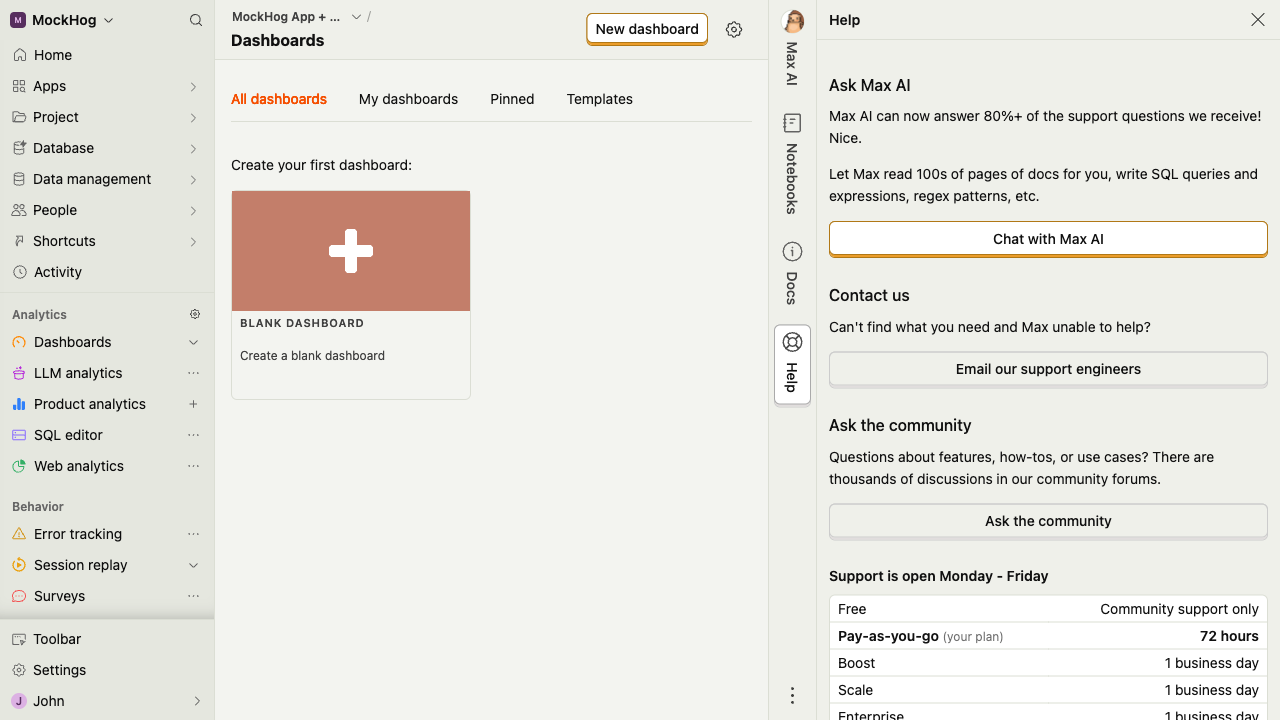 M MockHog
Home
Apps
Project
Database
Data management
People
Shortcuts
Activity
Analytics
Dashboards
LLM analytics
Product analytics
SQL editor
Web analytics
Behavior
Error tracking
Session replay
Surveys
Toolbar
Settings
J John
MockHog App + ... /
Dashboards
New dashboard
All dashboards My dashboards Pinned Templates
Create your first dashboard:
BLANK DASHBOARD
Create a blank dashboard
Max AI
Notebooks
Docs
Help
Help
Ask Max AI
Max AI can now answer 80%+ of the support questions we receive!
Nice.
Let Max read 100s of pages of docs for you, write SQL queries and
expressions, regex patterns, etc.
Chat with Max AI
Contact us
Can't find what you need and Max unable to help?
Email our support engineers
Ask the community
Questions about features, how-tos, or use cases? There are
thousands of discussions in our community forums.
Ask the community
Support is open Monday - Friday
Free Community support only
Pay-as-you-go (your plan) 72 hours
Boost 1 business day
Scale 1 business day
Enterprise 1 business day